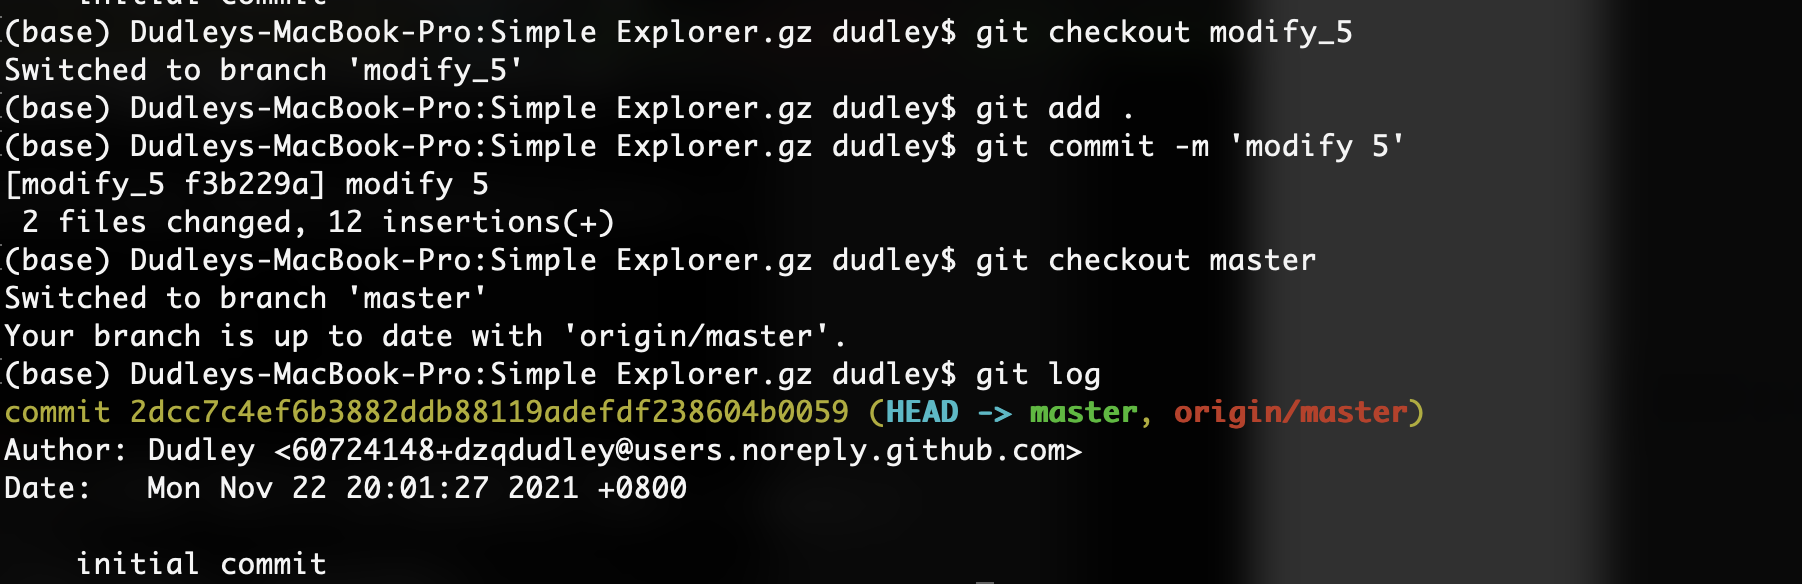 initial commit
(base) Dudleys-MacBook-Pro:Simple Explorer.gz dudley$ git checkout modify_5
Switched to branch 'modify_5'
(base) Dudleys-MacBook-Pro:Simple Explorer.gz dudley$ git add .
(base) Dudleys-MacBook-Pro:Simple Explorer.gz dudley$ git commit -m 'modify 5'
[modify_5 f3b229a] modify 5
 2 files changed, 12 insertions(+)
(base) Dudleys-MacBook-Pro:Simple Explorer.gz dudley$ git checkout master
Switched to branch 'master'
Your branch is up to date with 'origin/master'.
(base) Dudleys-MacBook-Pro:Simple Explorer.gz dudley$ git log
commit 2dcc7c4ef6b3882ddb88119adefdf238604b0059 (HEAD -> master, origin/master)
Author: Dudley <60724148+dzqdudley@users.noreply.github.com>
Date:   Mon Nov 22 20:01:27 2021 +0800
    initial commit